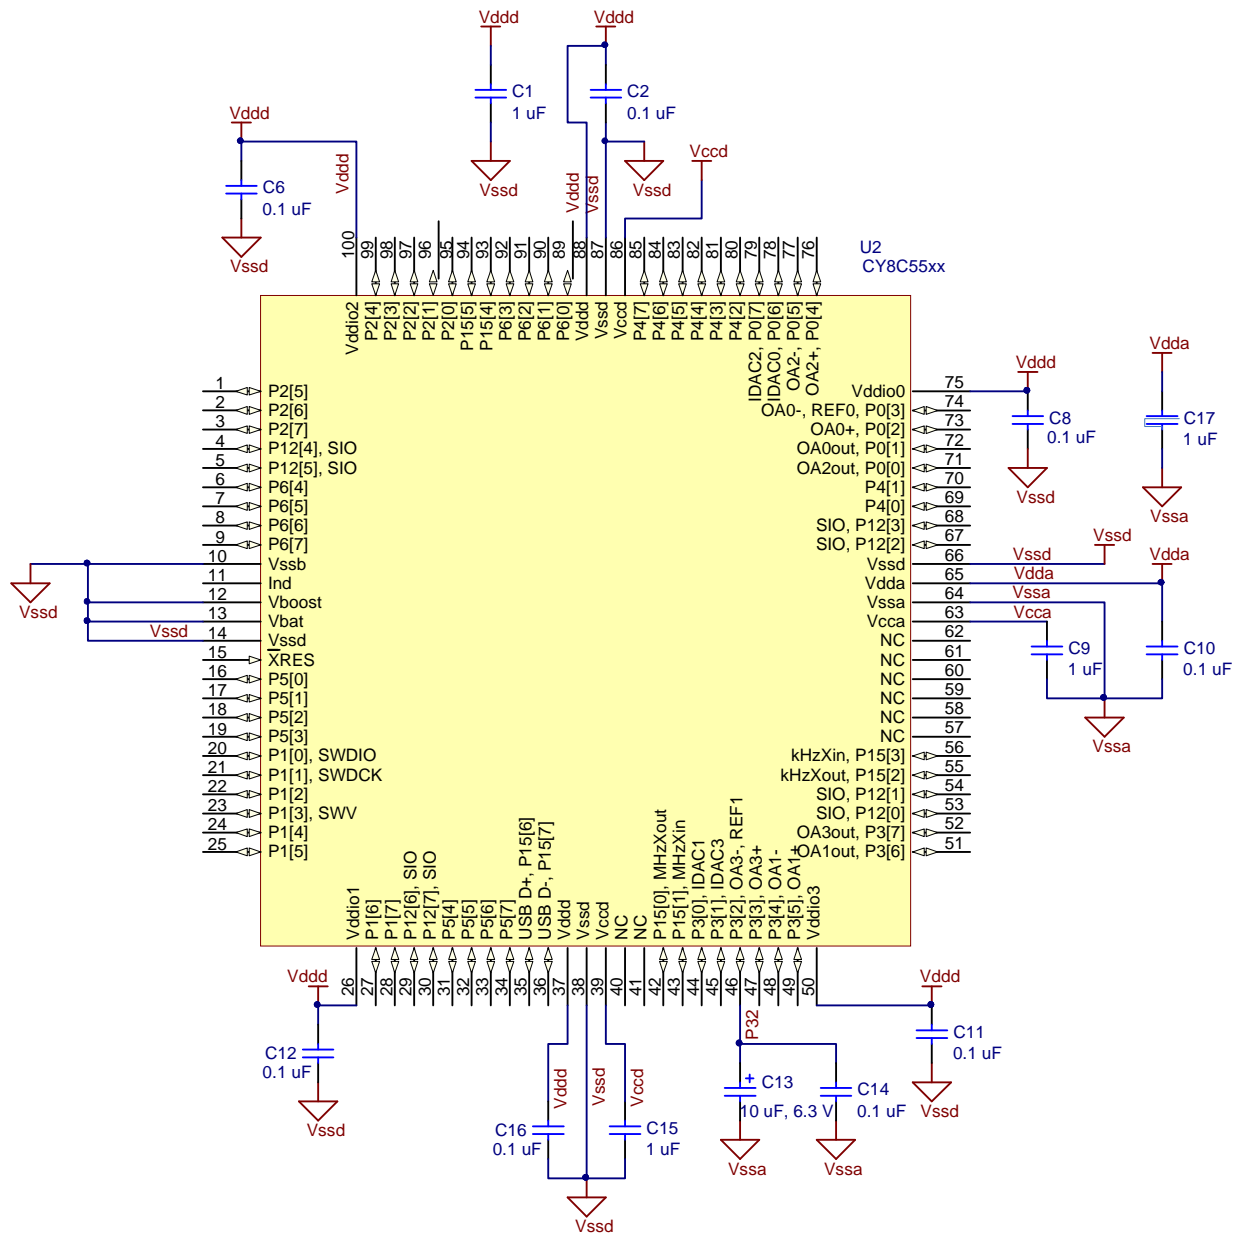 Vddd
C1
1 uF
Vssd
Vddd
C2
0.1 uF
Vssd
Vccd
Vddd
C6
0.1 uF
Vssd
Vddd
Vddd
Vssd
U2
CY8C55xx
100
99
98
97
96
95
94
93
92
91
90
89
88
87
86
85
84
83
82
81
80
79
78
77
76
Vddio2
P2[4]
P2[3]
P2[2]
P2[1]
P2[0]
P15[5]
P15[4]
P6[3]
P6[2]
P6[1]
P6[0]
Vddd
Vssd
Vccd
P4[7]
P4[6]
P4[5]
P4[4]
P4[3]
P4[2]
IDAC2, P0[7]
IDAC0, P0[6]
OA2-, P0[5]
OA2+, P0[4]
1 P2[5]
2 P2[6]
3 P2[7]
4 P12[4], SIO
5 P12[5], SIO
6 P6[4]
7 P6[5]
8 P6[6]
9 P6[7]
10 Vssb
11 Ind
12 Vboost
13 Vbat
Vssd 14 Vssd
15 XRES
16 P5[0]
17 P5[1]
18 P5[2]
19 P5[3]
20 P1[0], SWDIO
21 P1[1], SWDCK
22 P1[2]
23 P1[3], SWV
24 P1[4]
25 P1[5]
Vssd
Vddio0 75
OA0-, REF0, P0[3] 74
OA0+, P0[2] 73
OA0out, P0[1] 72
OA2out, P0[0] 71
P4[1] 70
P4[0] 69
SIO, P12[3] 68
SIO, P12[2] 67
Vssd 66 Vssd
Vdda 65 Vdda
Vssa 64 Vssa
Vcca 63 Vcca
NC 62
NC 61
NC 60
NC 59
NC 58
NC 57
kHzXin, P15[3] 56
kHzXout, P15[2] 55
SIO, P12[1] 54
SIO, P12[0] 53
OA3out, P3[7] 52
OA1out, P3[6] 51
Vddd
C8
0.1 uF
Vssd
Vdda
C17
1 uF
Vssa
Vssd
Vdda
C9
1 uF
C10
0.1 uF
Vssa
Vddio1
P1[6]
P1[7]
P12[6], SIO
P12[7], SIO
P5[4]
P5[5]
P5[6]
P5[7]
USB D+, P15[6]
USB D-, P15[7]
Vddd
Vssd
Vccd
NC
NC
P15[0], MHzXout
P15[1], MHzXin
P3[0], IDAC1
P3[1], IDAC3
P3[2], OA3-, REF1
P3[3], OA3+
P3[4], OA1-
P3[5], OA1+
Vddio3
26
27
28
29
30
31
32
33
34
35
36
37
38
39
40
41
42
43
44
45
46
47
48
49
50
Vddd
C12
0.1 uF
Vssd
Vddd
Vssd
Vccd
C16
0.1 uF
C15
1 uF
Vssd
P32
+
C13
10 uF, 6.3 V
Vssa
C14
0.1 uF
Vssa
Vddd
C11
0.1 uF
Vssd